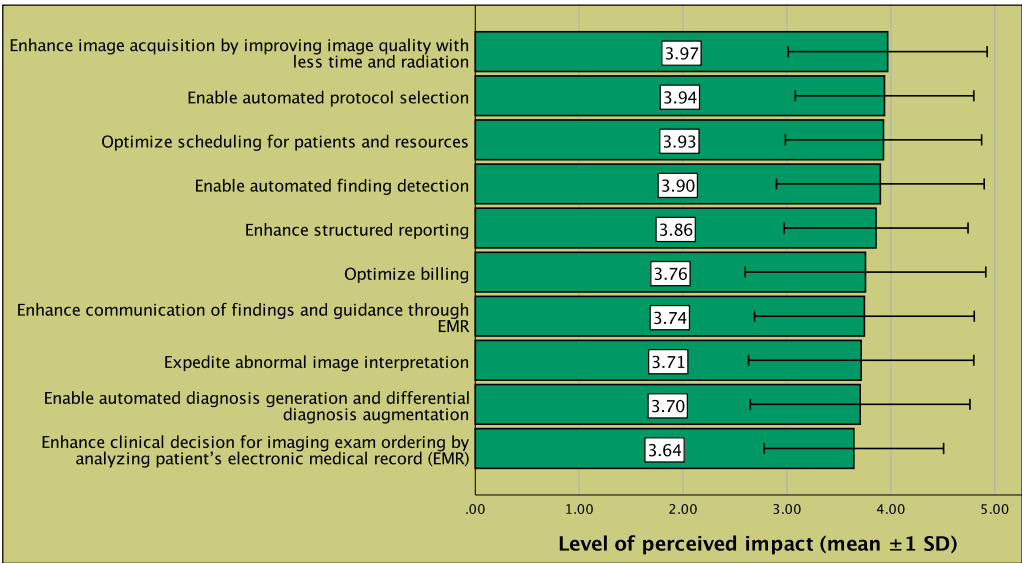 Enhance image acquisition by improving image quality with
less time and radiation
3.97
Enable automated protocol selection
3.94
Optimize scheduling for patients and resources
3.93
Enable automated finding detection
3.90
Enhance structured reporting
3.86
Optimize billing
3.76
Enhance communication of findings and guidance through
EMR
3.74
Expedite abnormal image interpretation
3.71
Enable automated diagnosis generation and differential
diagnosis augmentation
3.70
Enhance clinical decision for imaging exam ordering by
analyzing patient’s electronic medical record (EMR)
3.64
.00 1.00 2.00 3.00 4.00 5.00
Level of perceived impact (mean ±1 SD)